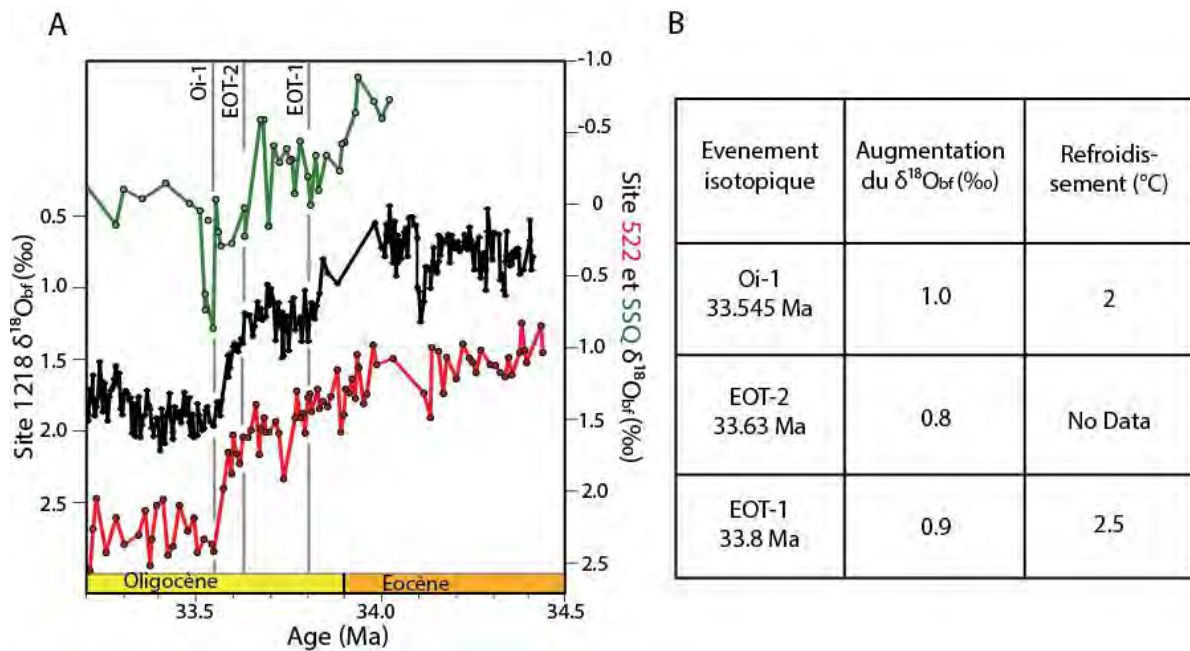 A
Oi-1
EOT-2
EOT-1
-1.0
-0.5
0
0.5
1.0
1.5
2.0
2.5
Site 522 et SSQ δ¹⁸Obf (‰)
0.5
1.0
1.5
2.0
2.5
Site 1218 δ¹⁸Obf (‰)
Oligocène
Eocène
33.5
34.0
34.5
Age (Ma)
B
Evenement
isotopique
Augmentation
du δ¹⁸Obf (‰)
Refroidis-
sement (°C)
Oi-1
33.545 Ma
1.0
2
EOT-2
33.63 Ma
0.8
No Data
EOT-1
33.8 Ma
0.9
2.5